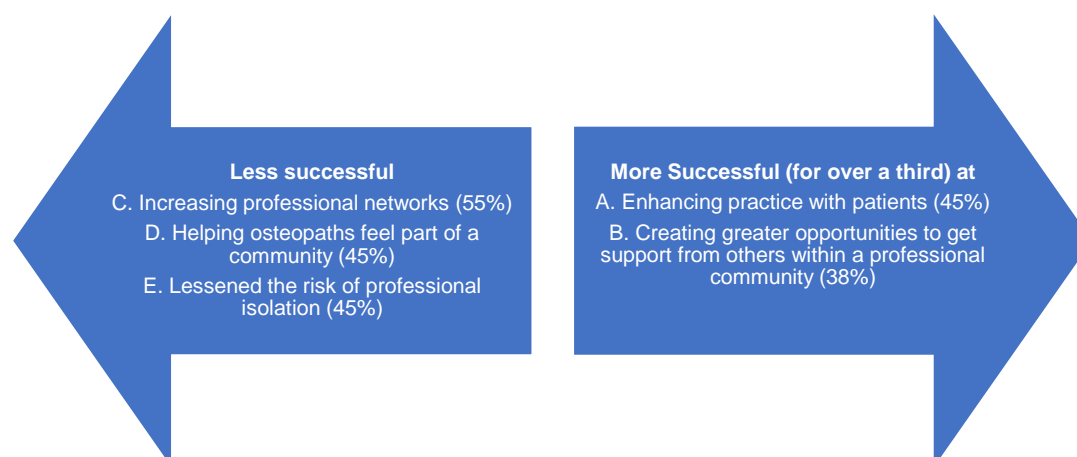 Less successful
C. Increasing professional networks (55%)
D. Helping osteopaths feel part of a
community (45%)
E. Lessened the risk of professional
isolation (45%)
More Successful (for over a third) at
A. Enhancing practice with patients (45%)
B. Creating greater opportunities to get
support from others within a professional
community (38%)